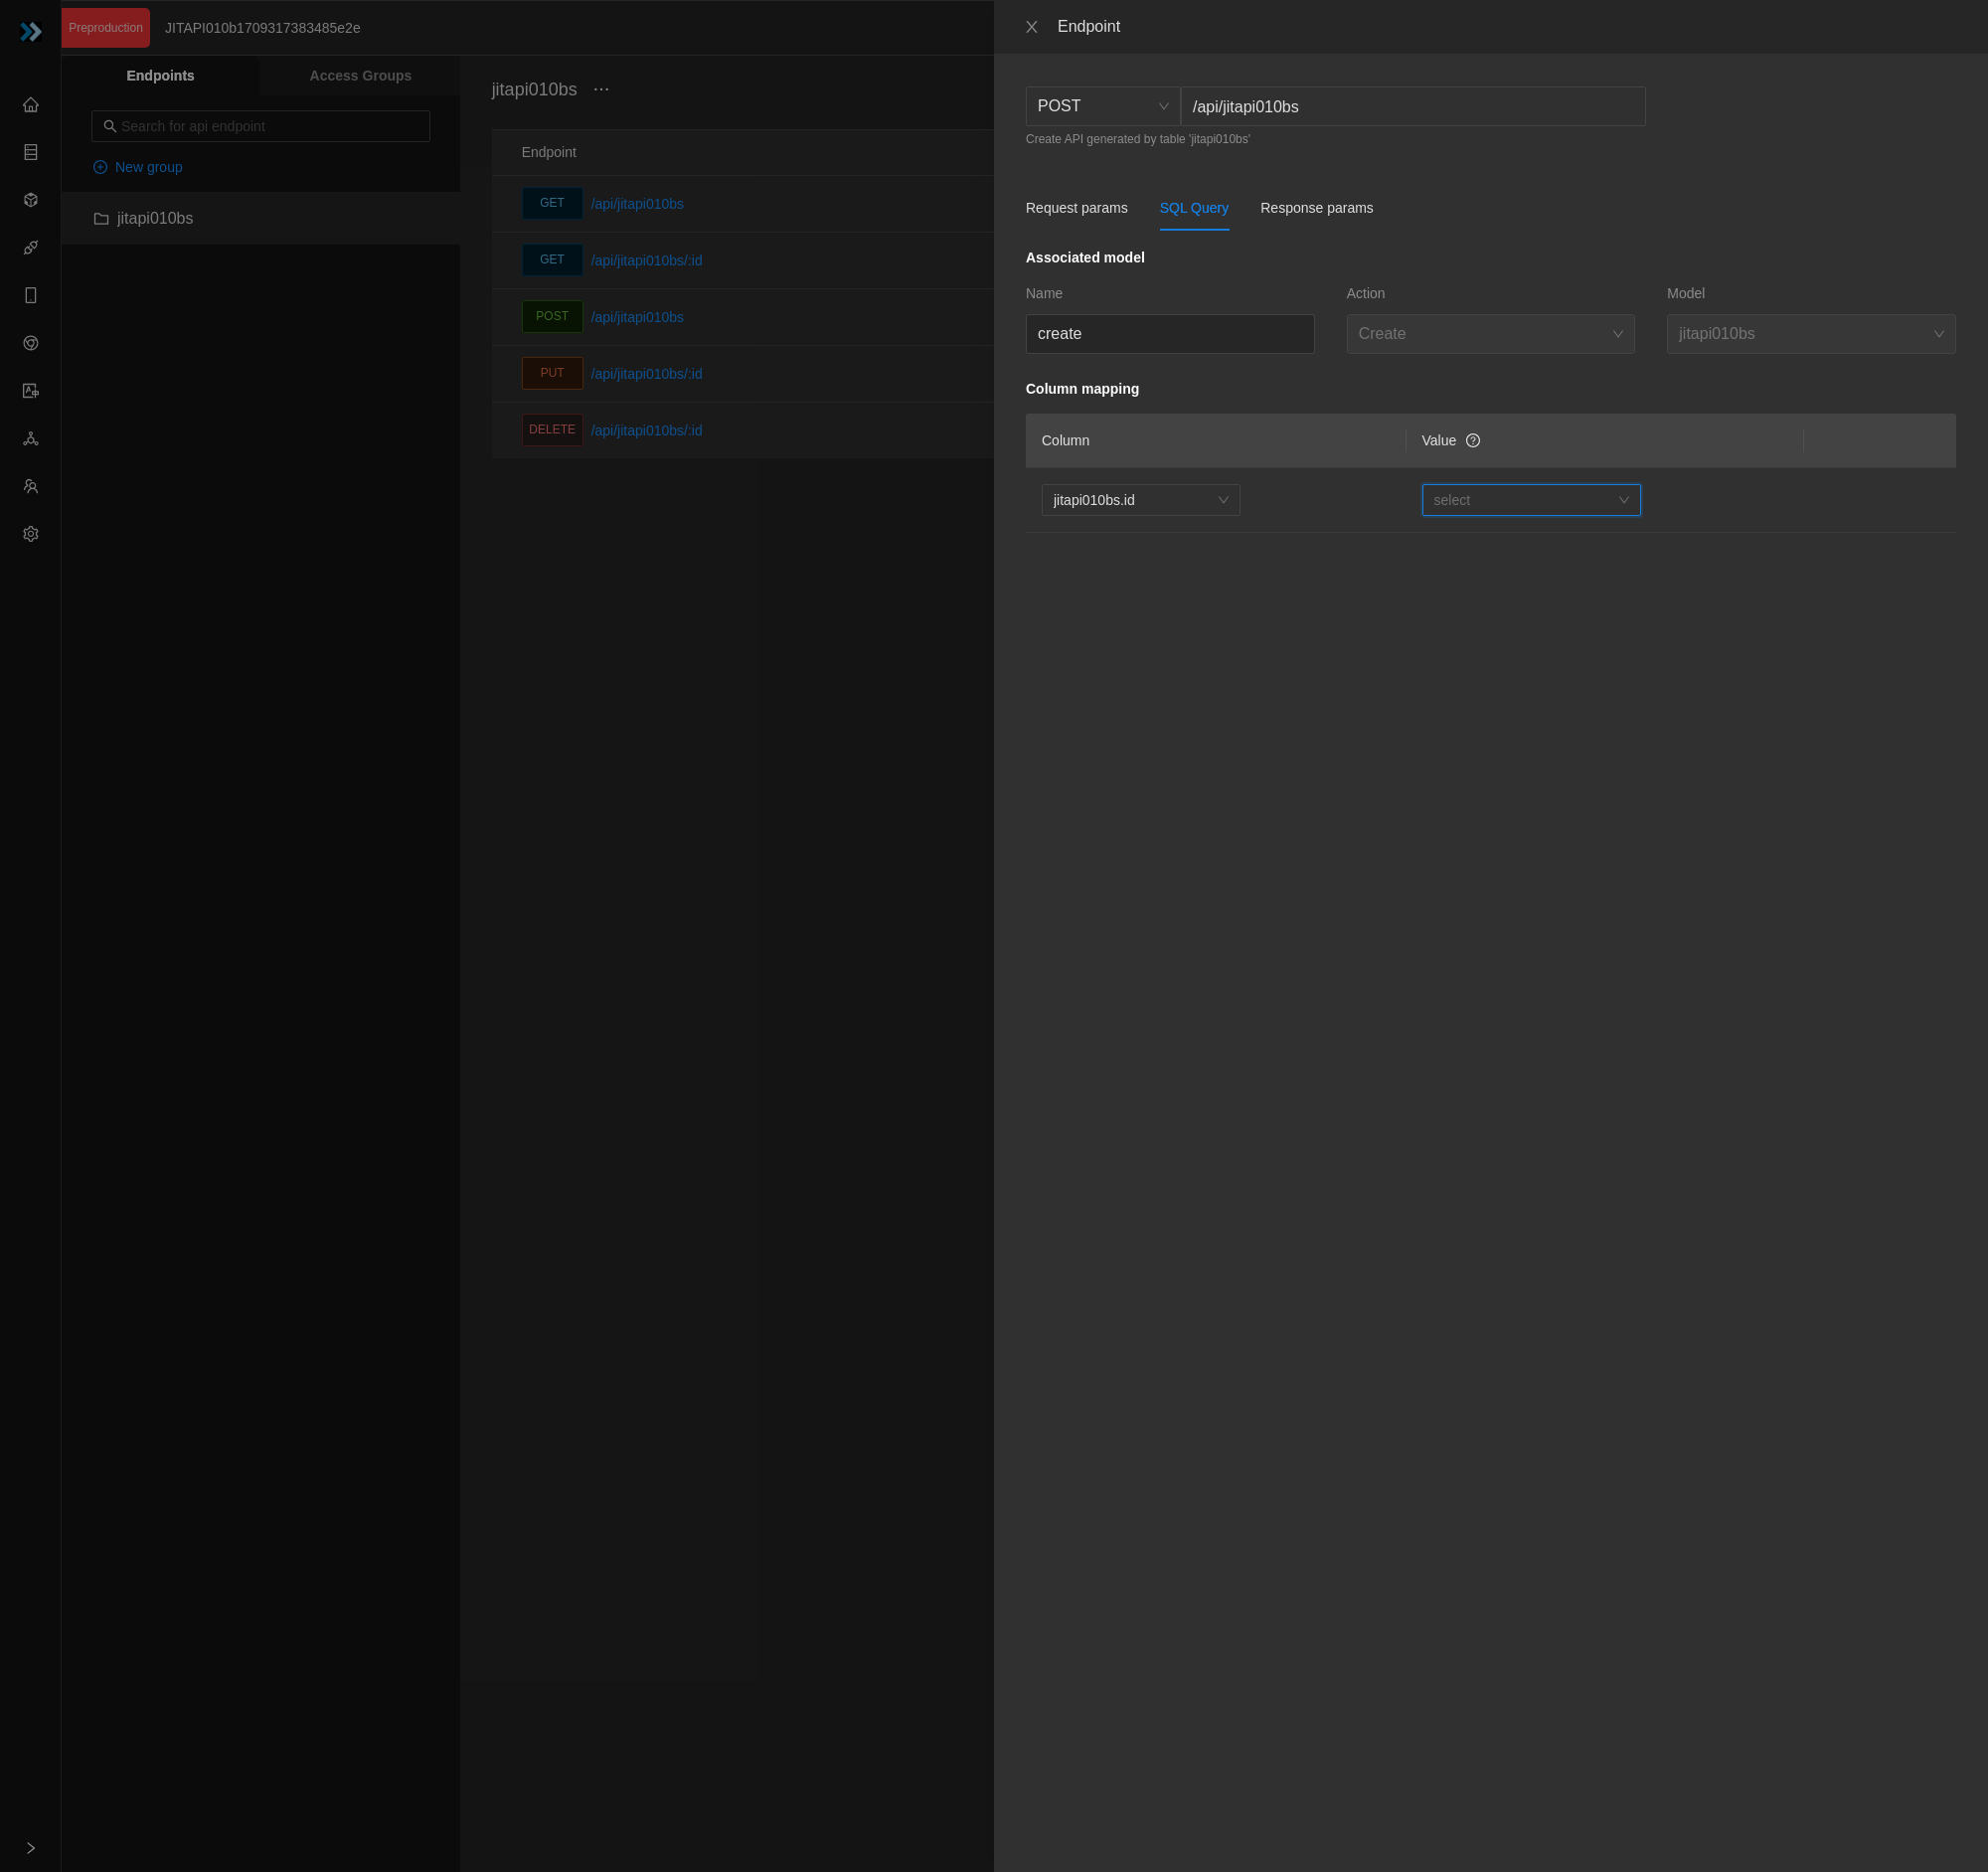 Preproduction
JITAPI010b1709317383485e2e
Endpoints
Access Groups
Search for api endpoint
New group
jitapi010bs
jitapi010bs
Endpoint
GET /api/jitapi010bs
GET /api/jitapi010bs/:id
POST /api/jitapi010bs
PUT /api/jitapi010bs/:id
DELETE /api/jitapi010bs/:id
Endpoint
POST /api/jitapi010bs
Create API generated by table 'jitapi010bs'
Request params SQL Query Response params
Associated model
Name Action Model
create Create jitapi010bs
Column mapping
Column Value
jitapi010bs.id select